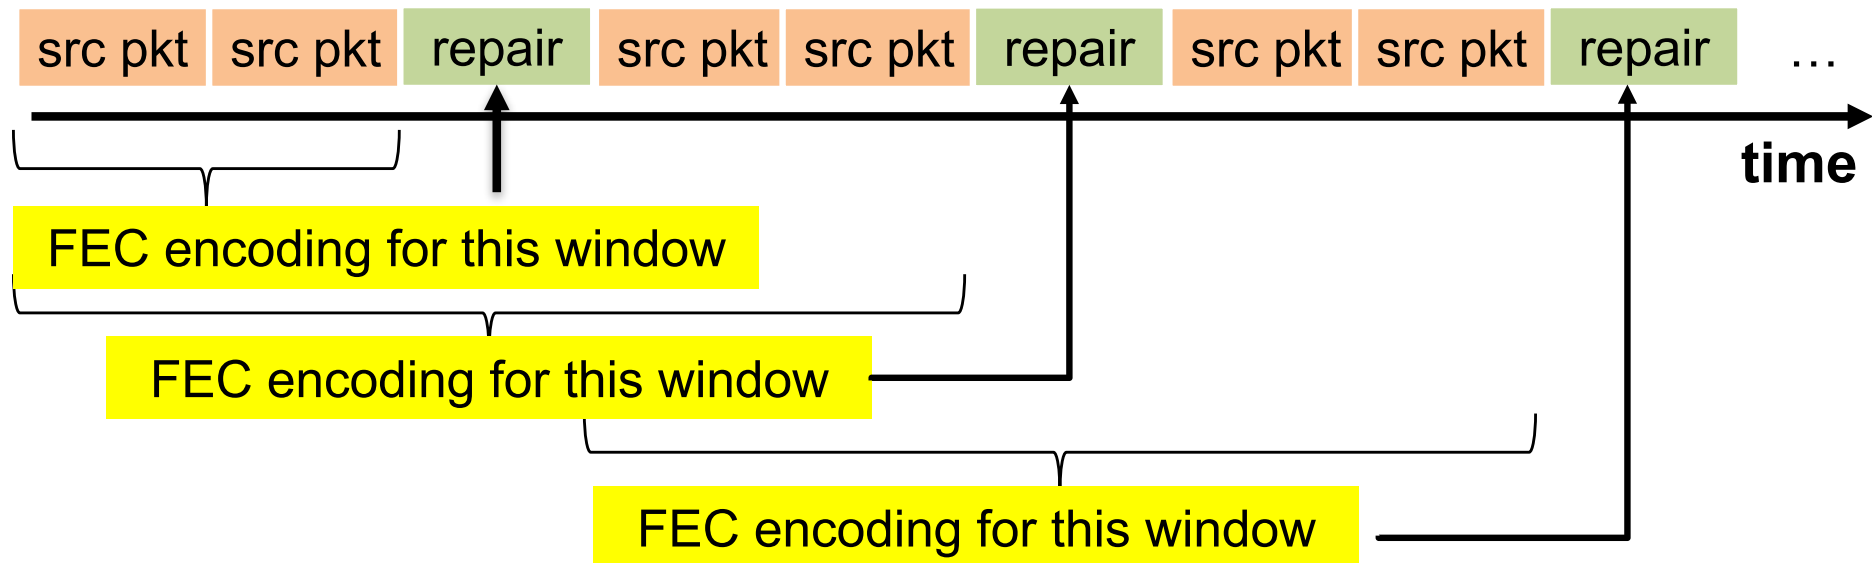 src pkt src pkt repair src pkt src pkt repair src pkt src pkt repair …
time
FEC encoding for this window
FEC encoding for this window
FEC encoding for this window